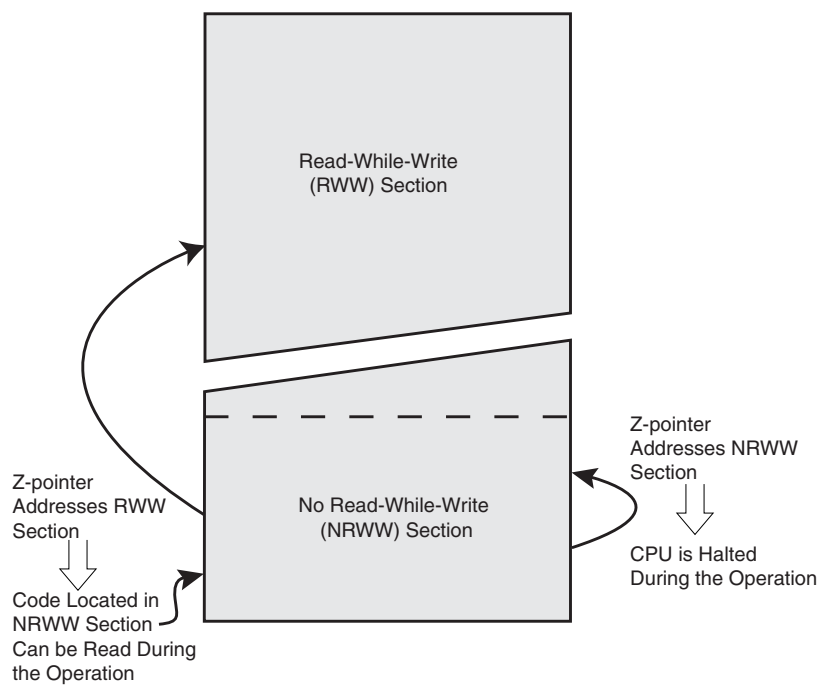 Read-While-Write
(RWW) Section
Z-pointer
Addresses NRWW
Section
CPU is Halted
During the Operation
No Read-While-Write
(NRWW) Section
Z-pointer
Addresses RWW
Section
Code Located in
NRWW Section
Can be Read During
the Operation